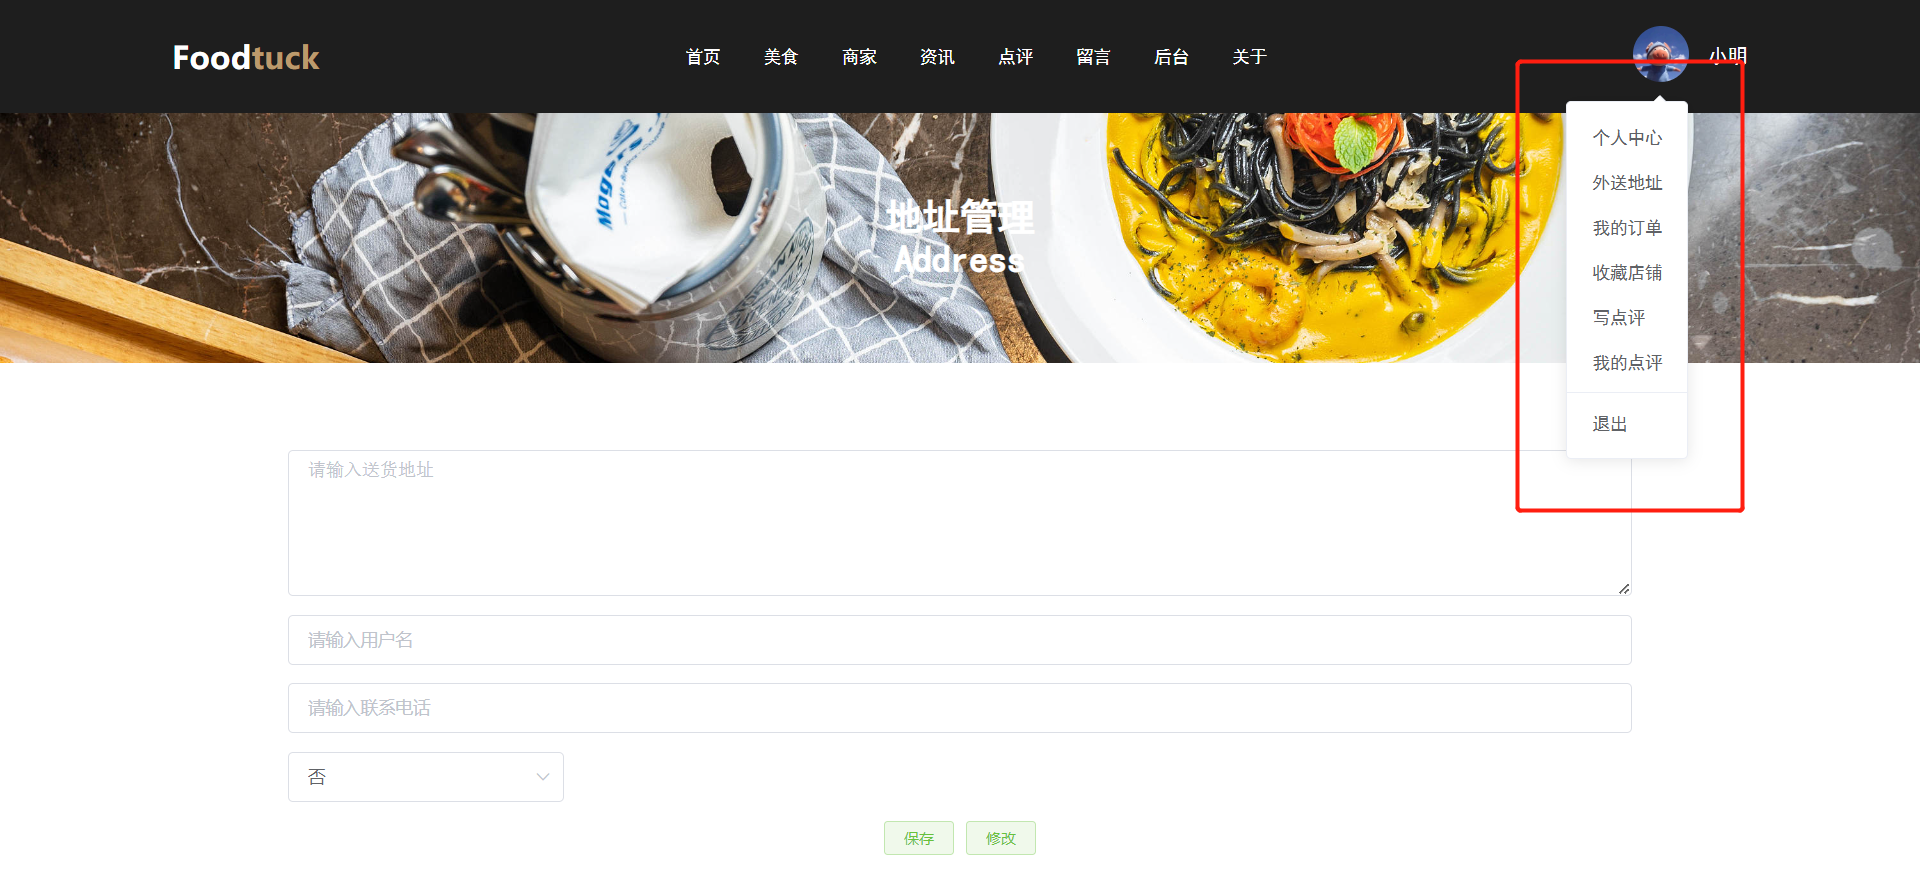 Foodtuck
首页
美食
商家
资讯
点评
留言
后台
关于
小明
个人中心
外送地址
我的订单
收藏店铺
写点评
我的点评
退出
Mogers
地址管理
Address
请输入送货地址
请输入用户名
请输入联系电话
否
保存
修改